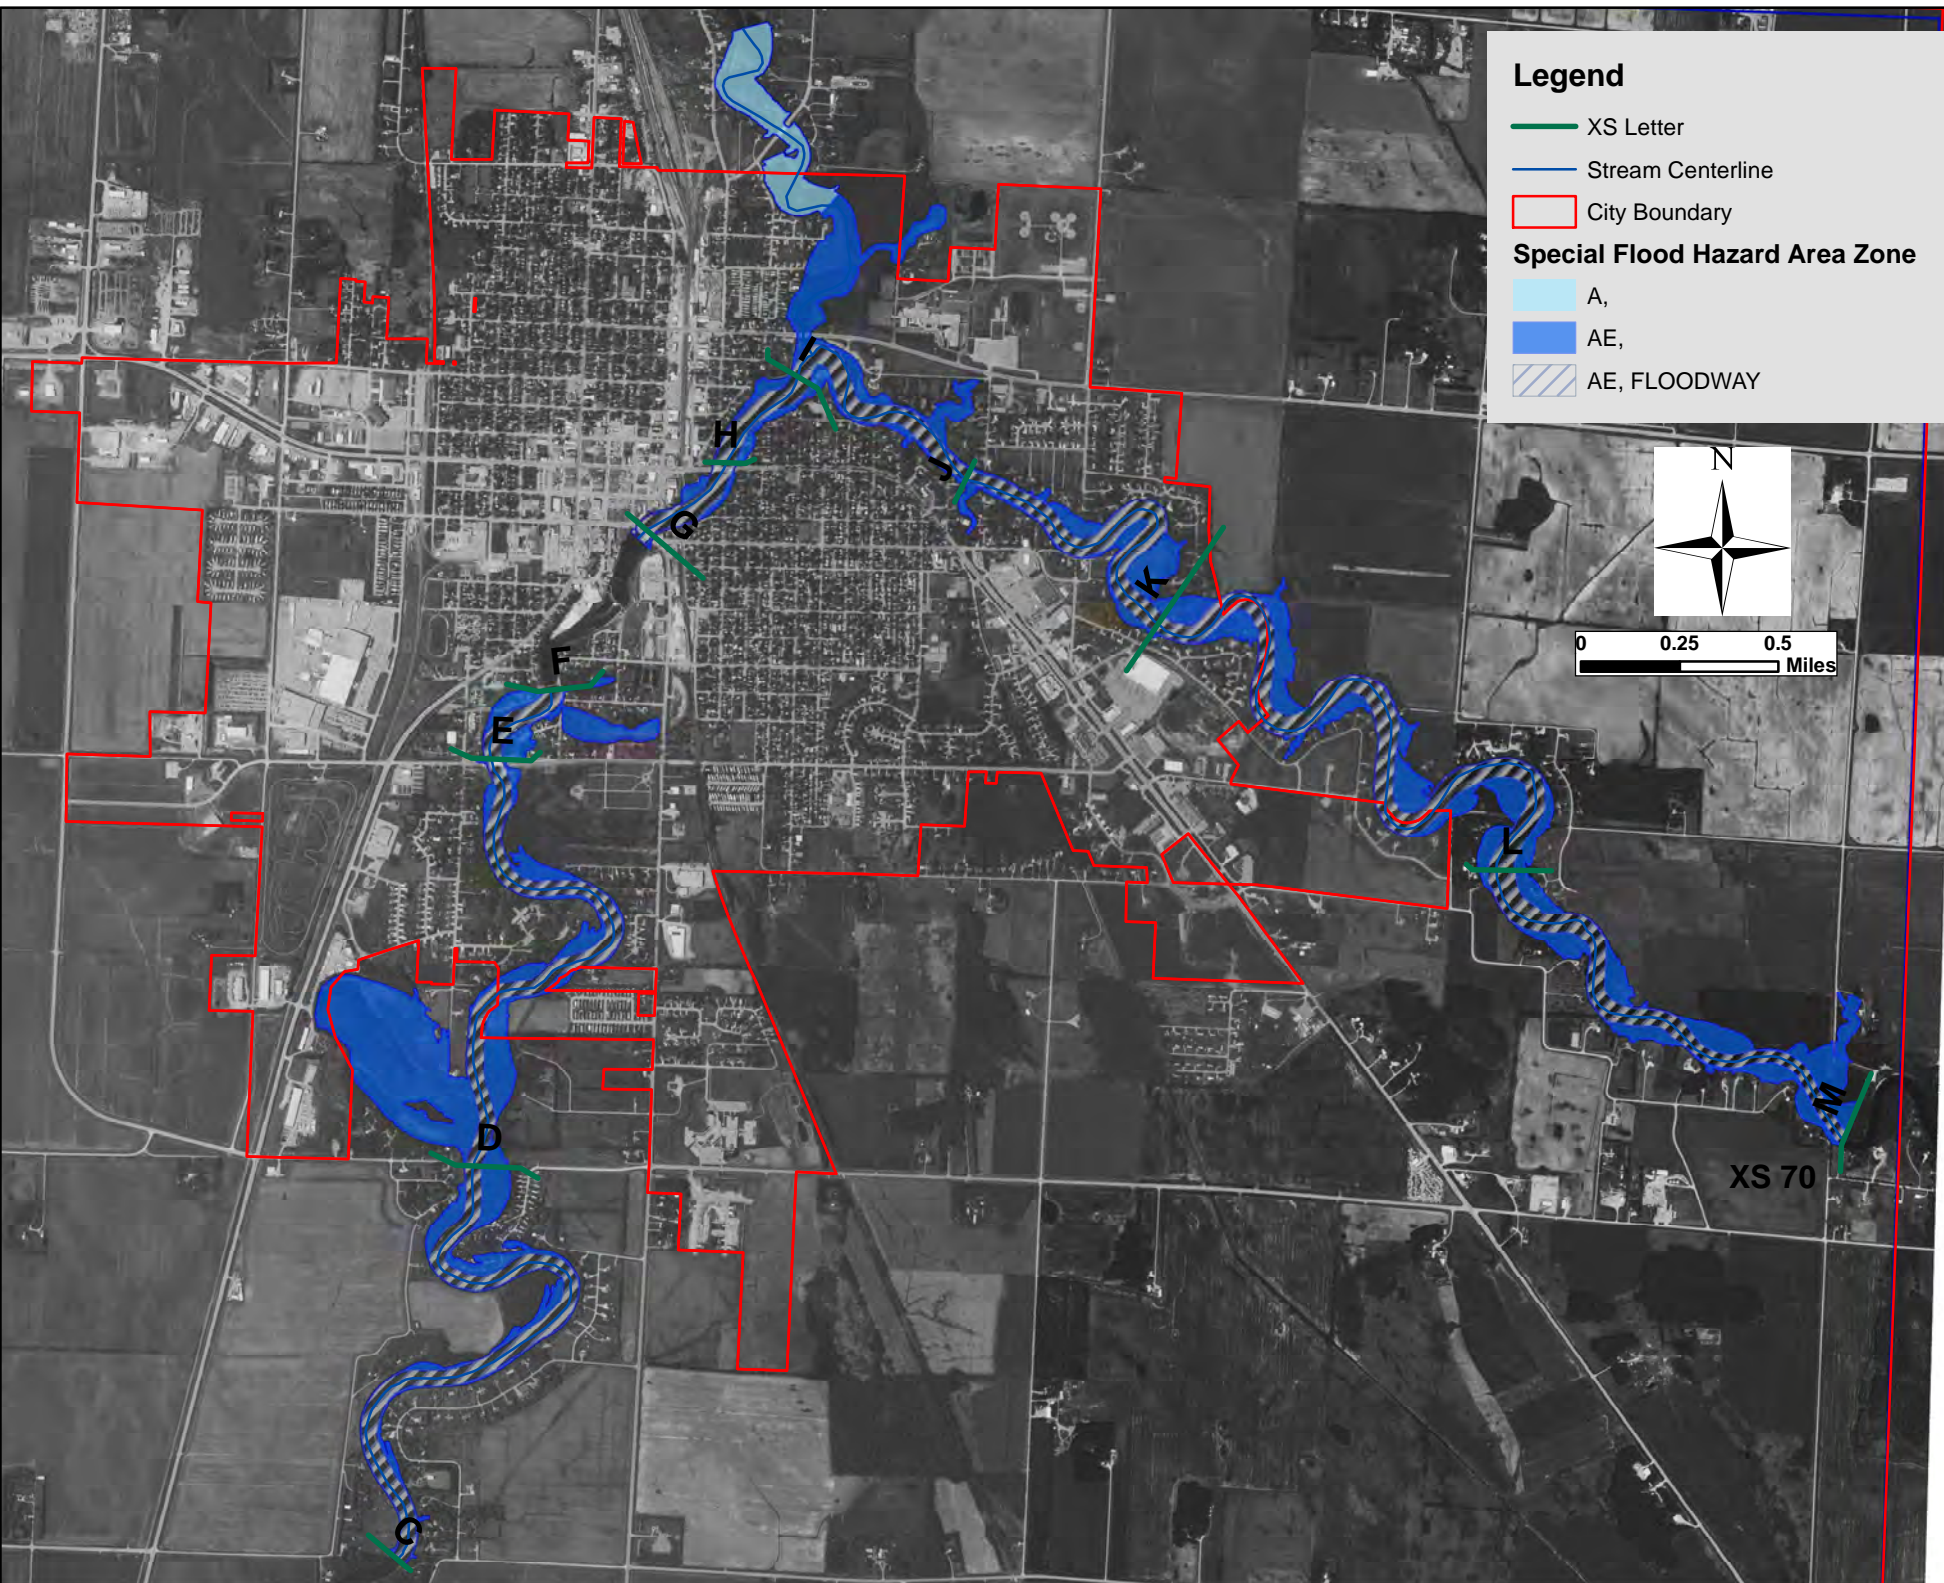 Legend
XS Letter
Stream Centerline
City Boundary
Special Flood Hazard Area Zone
A,
AE,
AE, FLOODWAY
N
0 0.25 0.5
Miles
I
H
J
G
K
F
E
L
M
D
XS 70
C